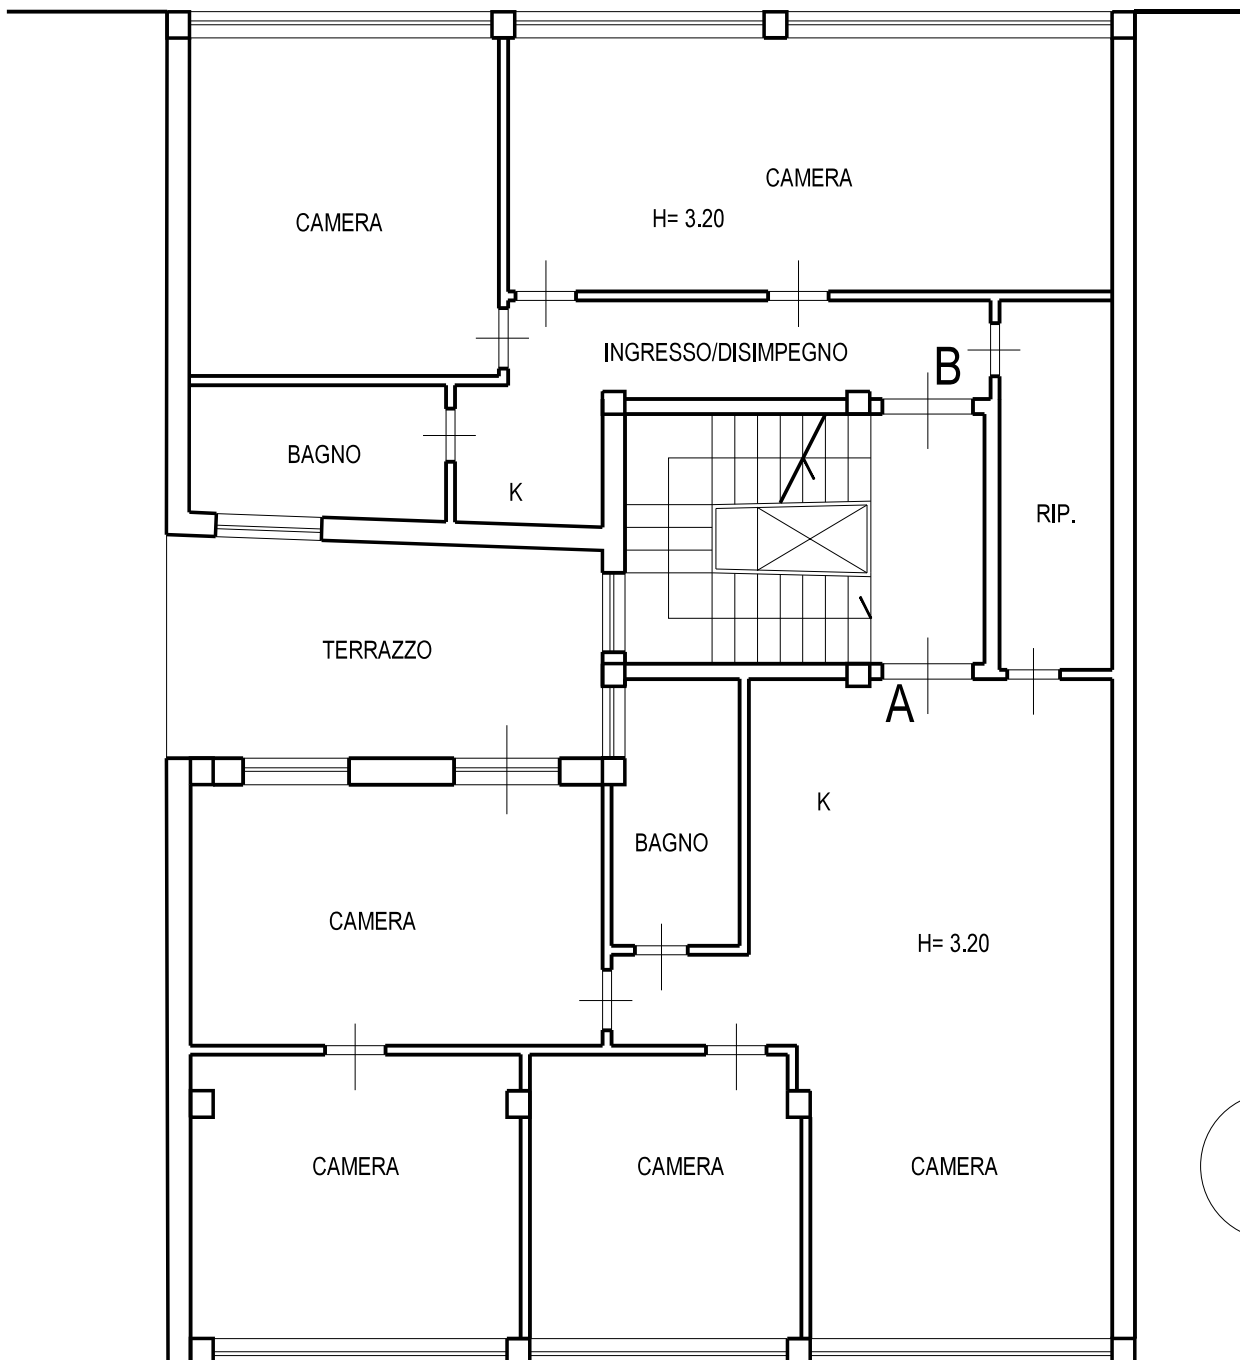 CAMERA
H= 3.20
CAMERA
INGRESSO/DISIMPEGNO
B
BAGNO
K
RIP.
TERRAZZO
A
K
BAGNO
CAMERA
H= 3.20
CAMERA
CAMERA
CAMERA